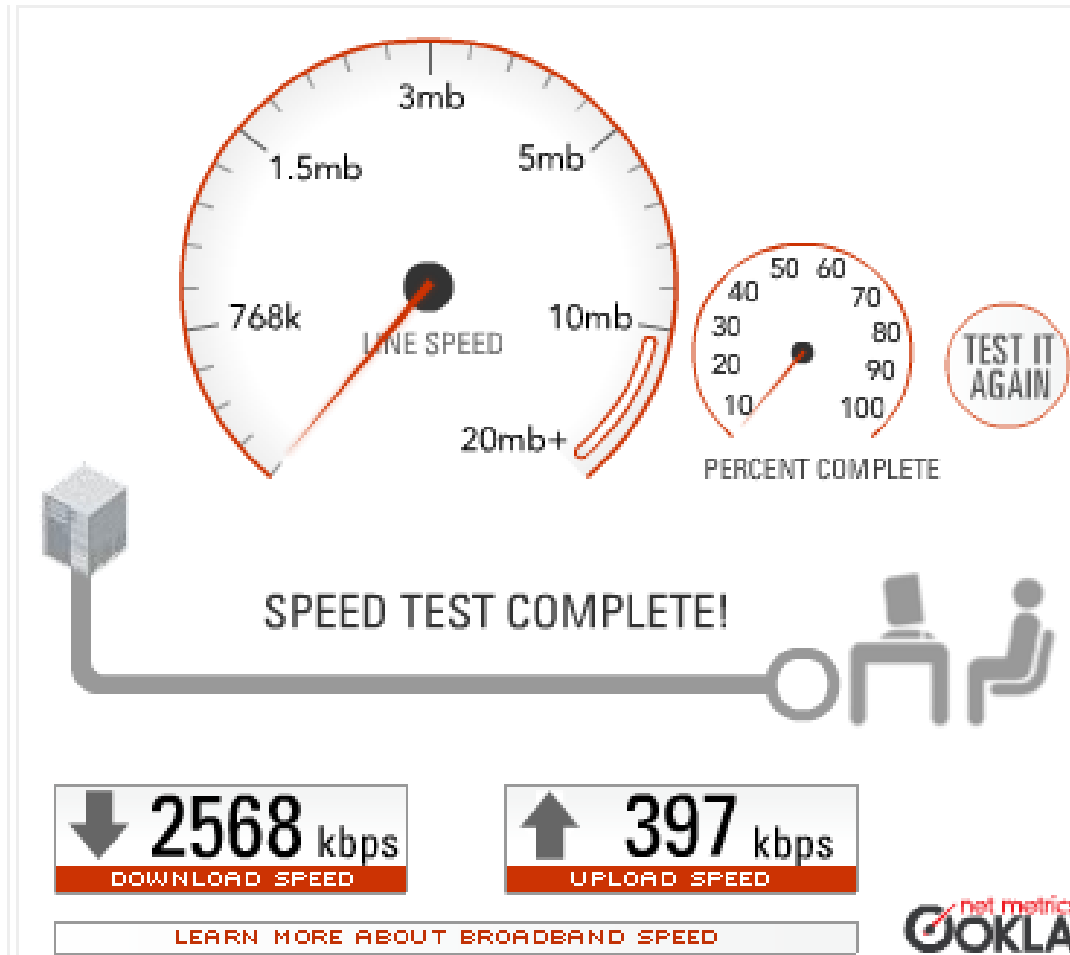 3mb
1.5mb
5mb
768k
10mb
LINE SPEED
20mb+
50 60
40
70
30
80
20
90
10
100
PERCENT COMPLETE
TEST IT
AGAIN
SPEED TEST COMPLETE!
2568 kbps
DOWNLOAD SPEED
397 kbps
UPLOAD SPEED
LEARN MORE ABOUT BROADBAND SPEED
net metrics
OOKLA